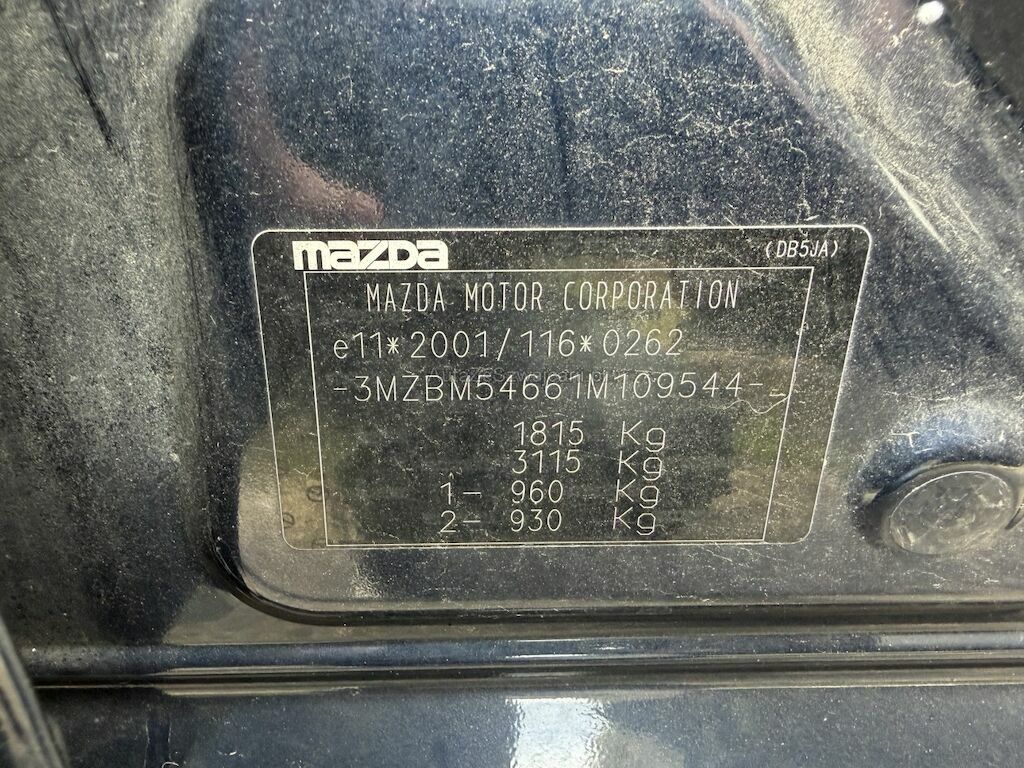 mazda
(DB5JA)
MAZDA MOTOR CORPORATION
e11*2001/116*0262
-3MZBM54661M109544-
1815 Kg
3115 Kg
1- 960 Kg
2- 930 Kg